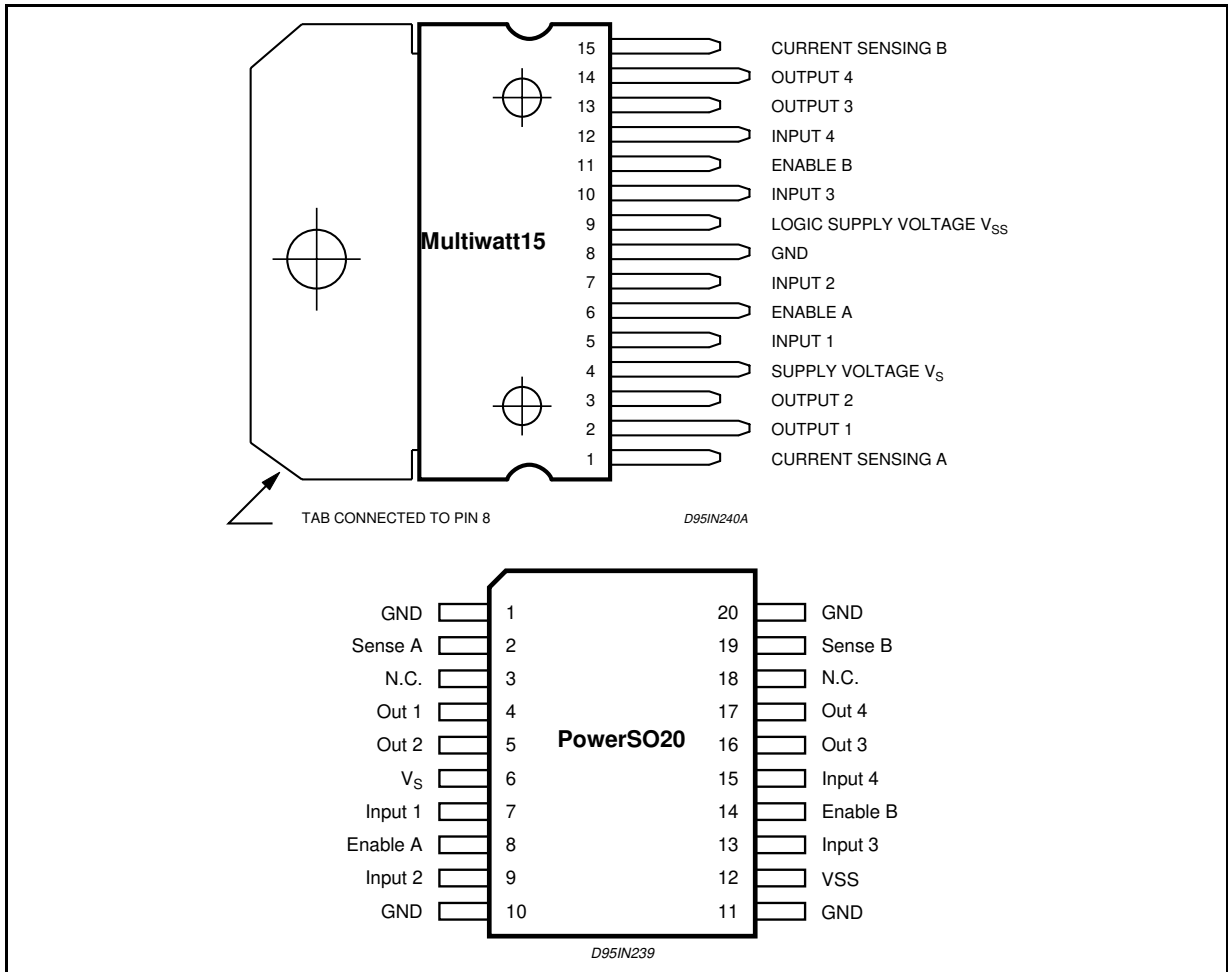 15 CURRENT SENSING B
14 OUTPUT 4
13 OUTPUT 3
12 INPUT 4
11 ENABLE B
10 INPUT 3
9 LOGIC SUPPLY VOLTAGE VSS
Multiwatt15
8 GND
7 INPUT 2
6 ENABLE A
5 INPUT 1
4 SUPPLY VOLTAGE VS
3 OUTPUT 2
2 OUTPUT 1
1 CURRENT SENSING A
TAB CONNECTED TO PIN 8 D95IN240A
GND 1 20 GND
Sense A 2 19 Sense B
N.C. 3 18 N.C.
Out 1 4 17 Out 4
PowerSO20
Out 2 5 16 Out 3
VS 6 15 Input 4
Input 1 7 14 Enable B
Enable A 8 13 Input 3
Input 2 9 12 VSS
GND 10 11 GND
D95IN239